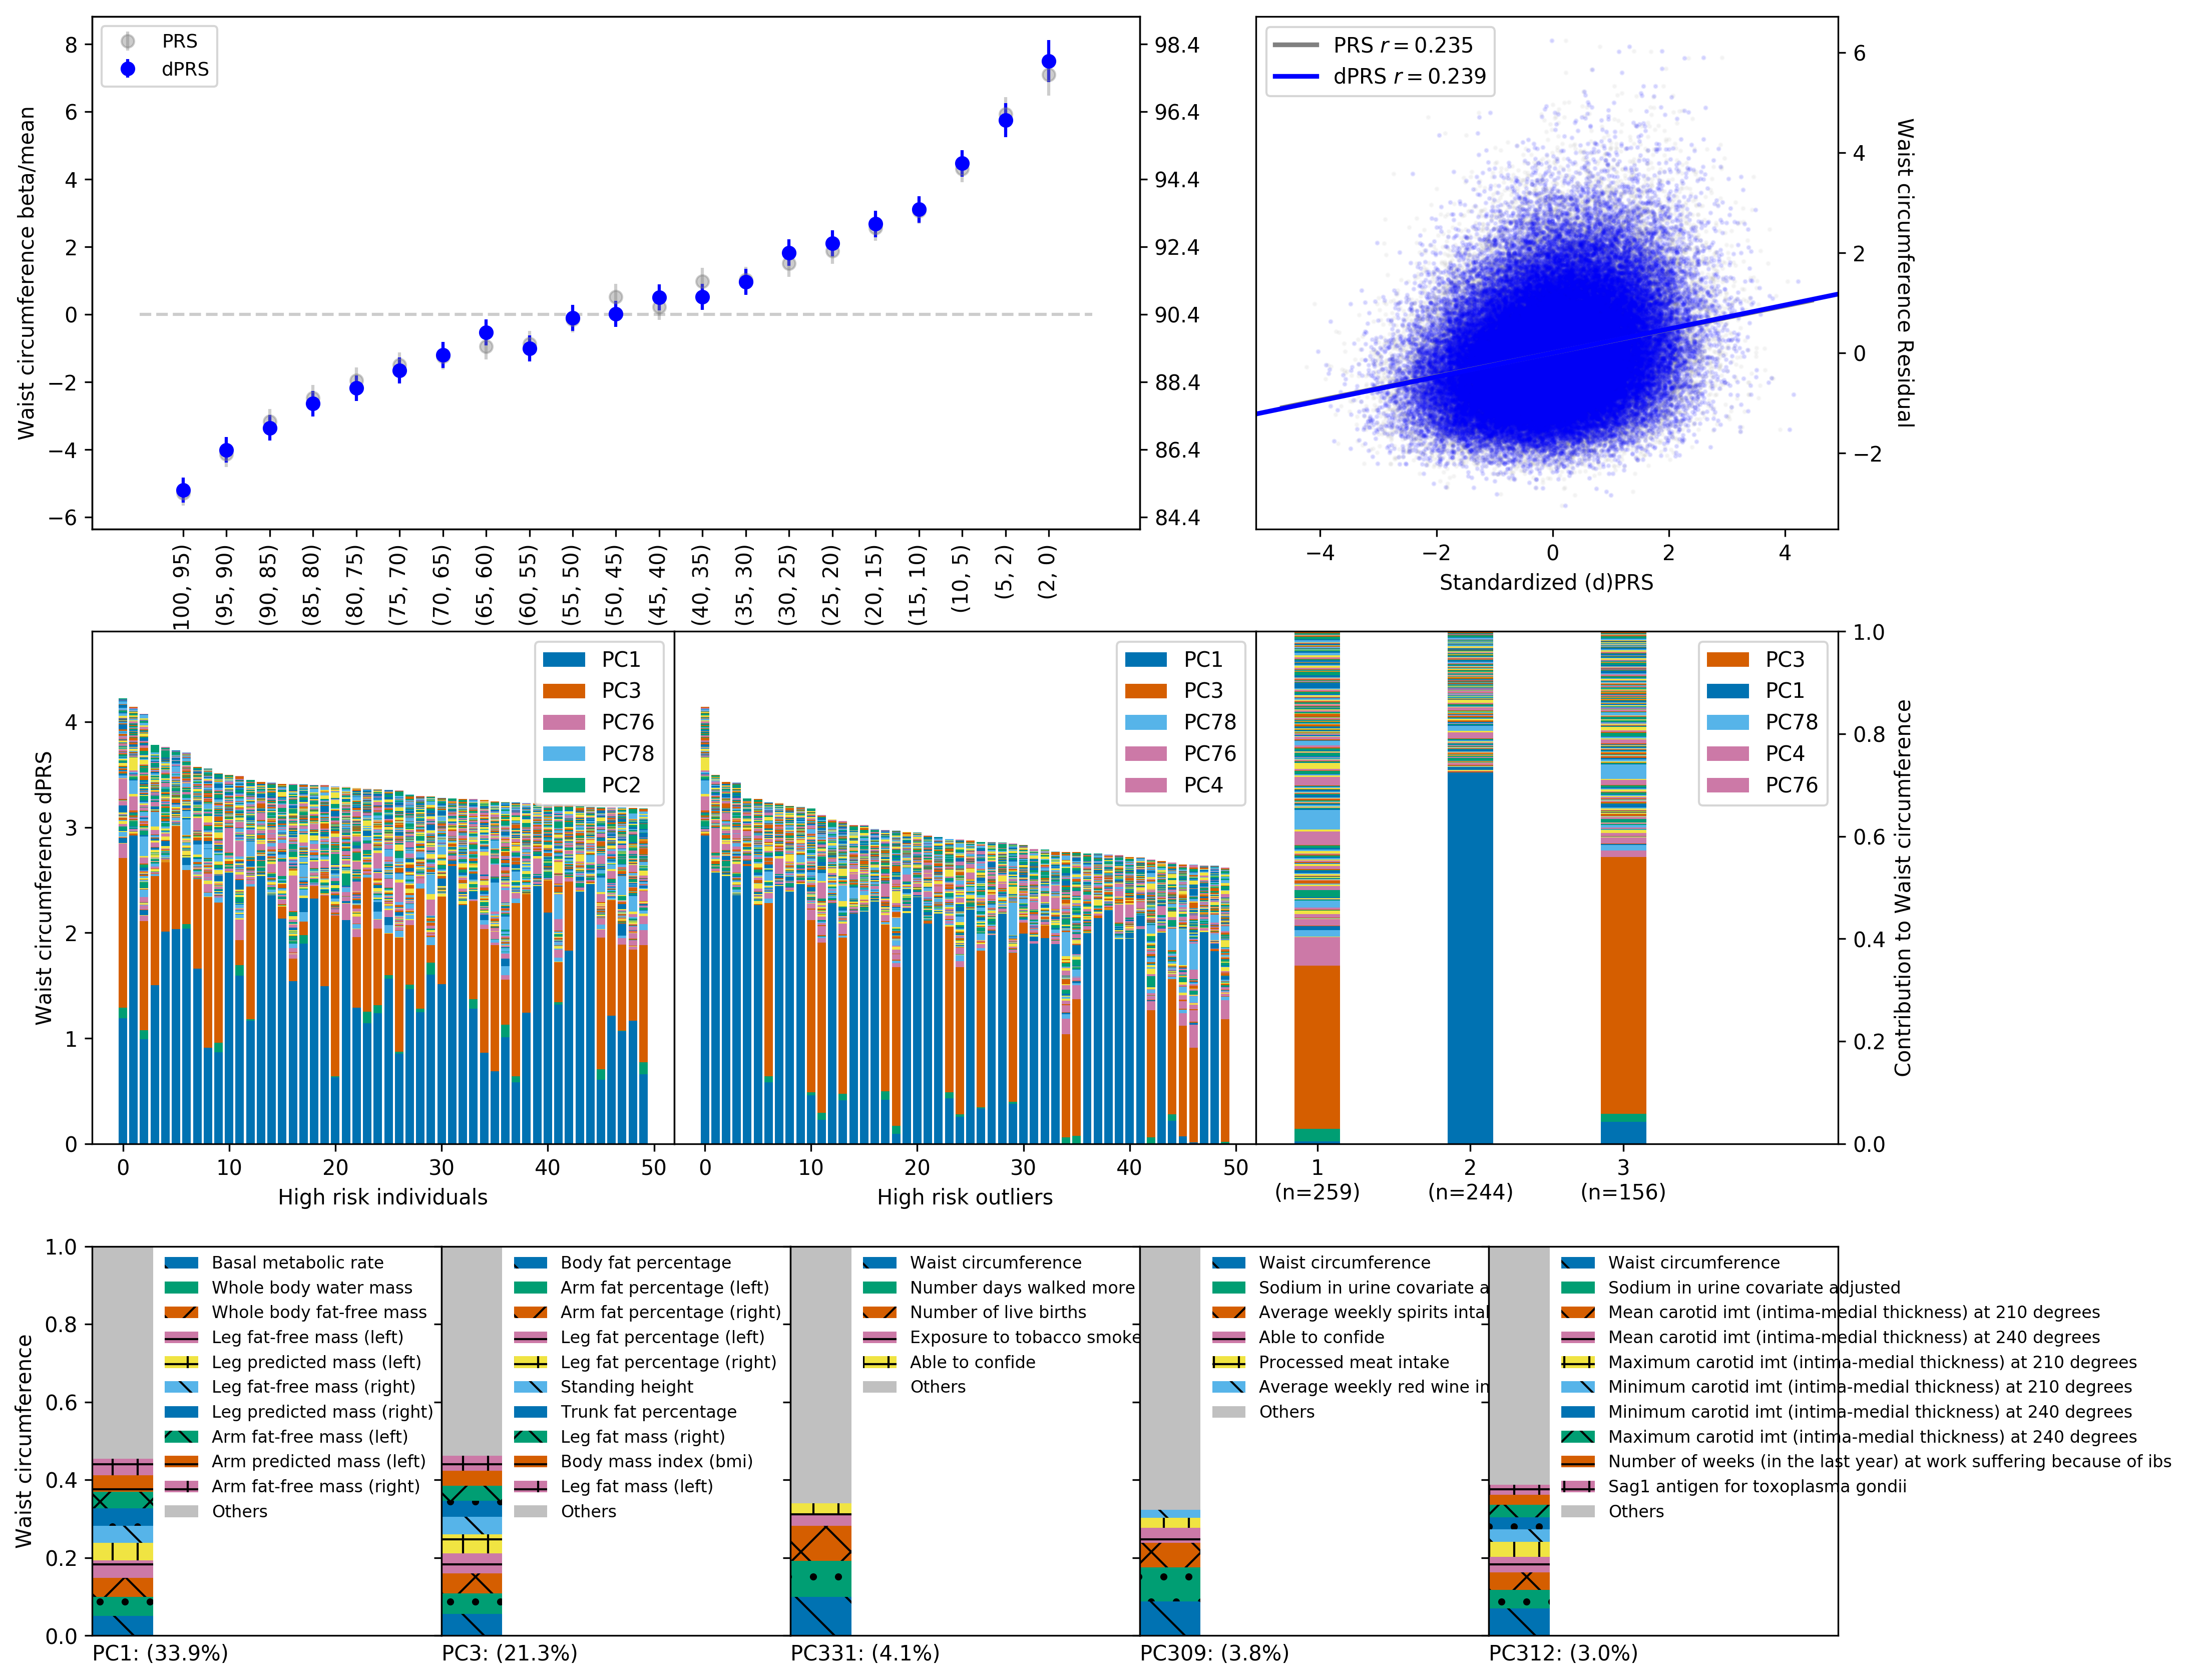 PRS
dPRS
Waist circumference beta/mean
8
6
4
2
0
−2
−4
−6
98.4
96.4
94.4
92.4
90.4
88.4
86.4
84.4
100, 95)
(95, 90)
(90, 85)
(85, 80)
(80, 75)
(75, 70)
(70, 65)
(65, 60)
(60, 55)
(55, 50)
(50, 45)
(45, 40)
(40, 35)
(35, 30)
(30, 25)
(25, 20)
(20, 15)
(15, 10)
(10, 5)
(5, 2)
(2, 0)
PRS r = 0.235
dPRS r = 0.239
6
4
2
0
−2
Waist circumference Residual
−4
−2
0
2
4
Standardized (d)PRS
Waist circumference dPRS
4
3
2
1
0
PC1
PC3
PC76
PC78
PC2
0
10
20
30
40
50
High risk individuals
PC1
PC3
PC78
PC76
PC4
0
10
20
30
40
50
High risk outliers
PC3
PC1
PC78
PC4
PC76
1
(n=259)
2
(n=244)
3
(n=156)
1.0
0.8
0.6
0.4
0.2
0.0
Contribution to Waist circumference
Waist circumference
1.0
0.8
0.6
0.4
0.2
0.0
Basal metabolic rate
Whole body water mass
Whole body fat-free mass
Leg fat-free mass (left)
Leg predicted mass (left)
Leg fat-free mass (right)
Leg predicted mass (right)
Arm fat-free mass (left)
Arm predicted mass (left)
Arm fat-free mass (right)
Others
PC1: (33.9%)
Body fat percentage
Arm fat percentage (left)
Arm fat percentage (right)
Leg fat percentage (left)
Leg fat percentage (right)
Standing height
Trunk fat percentage
Leg fat mass (right)
Body mass index (bmi)
Leg fat mass (left)
Others
PC3: (21.3%)
Waist circumference
Number days walked more
Number of live births
Exposure to tobacco smoke
Able to confide
Others
PC331: (4.1%)
Waist circumference
Sodium in urine covariate a
Average weekly spirits intal
Able to confide
Processed meat intake
Average weekly red wine in
Others
PC309: (3.8%)
Waist circumference
Sodium in urine covariate adjusted
Mean carotid imt (intima-medial thickness) at 210 degrees
Mean carotid imt (intima-medial thickness) at 240 degrees
Maximum carotid imt (intima-medial thickness) at 210 degrees
Minimum carotid imt (intima-medial thickness) at 210 degrees
Minimum carotid imt (intima-medial thickness) at 240 degrees
Maximum carotid imt (intima-medial thickness) at 240 degrees
Number of weeks (in the last year) at work suffering because of ibs
Sag1 antigen for toxoplasma gondii
Others
PC312: (3.0%)